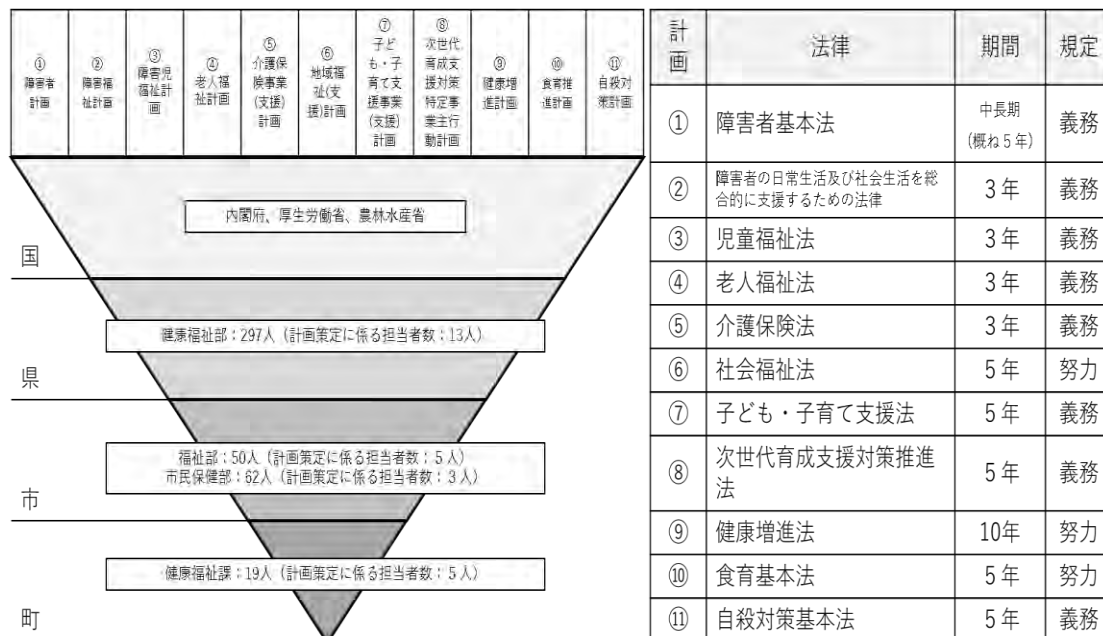 ①
障害者
計画
②
障害福
祉計画
③
障害児
福祉計
画
④
老人福
祉計画
⑤
介護保
険事業
(支援)
計画
⑥
地域福
祉(支
援)計画
⑦
子ど
も・子
育て支
援事業
(支援)
計画
⑧
次世代
育成支
援対策
特定事
業主行
動計画
⑨
健康増
進計画
⑩
食育推
進計画
⑪
自殺対
策計画
内閣府、厚生労働省、農林水産省
国
健康福祉部：297人（計画策定に係る担当者数：13人）
県
福祉部：50人（計画策定に係る担当者数：5人）
市民保健部：62人（計画策定に係る担当者数：3人）
市
健康福祉課：19人（計画策定に係る担当者数：5人）
町
計画 法律 期間 規定
① 障害者基本法 中長期（概ね5年） 義務
② 障害者の日常生活及び社会生活を総合的に支援するための法律 3年 義務
③ 児童福祉法 3年 義務
④ 老人福祉法 3年 義務
⑤ 介護保険法 3年 義務
⑥ 社会福祉法 5年 努力
⑦ 子ども・子育て支援法 5年 義務
⑧ 次世代育成支援対策推進法 5年 義務
⑨ 健康増進法 10年 努力
⑩ 食育基本法 5年 努力
⑪ 自殺対策基本法 5年 義務